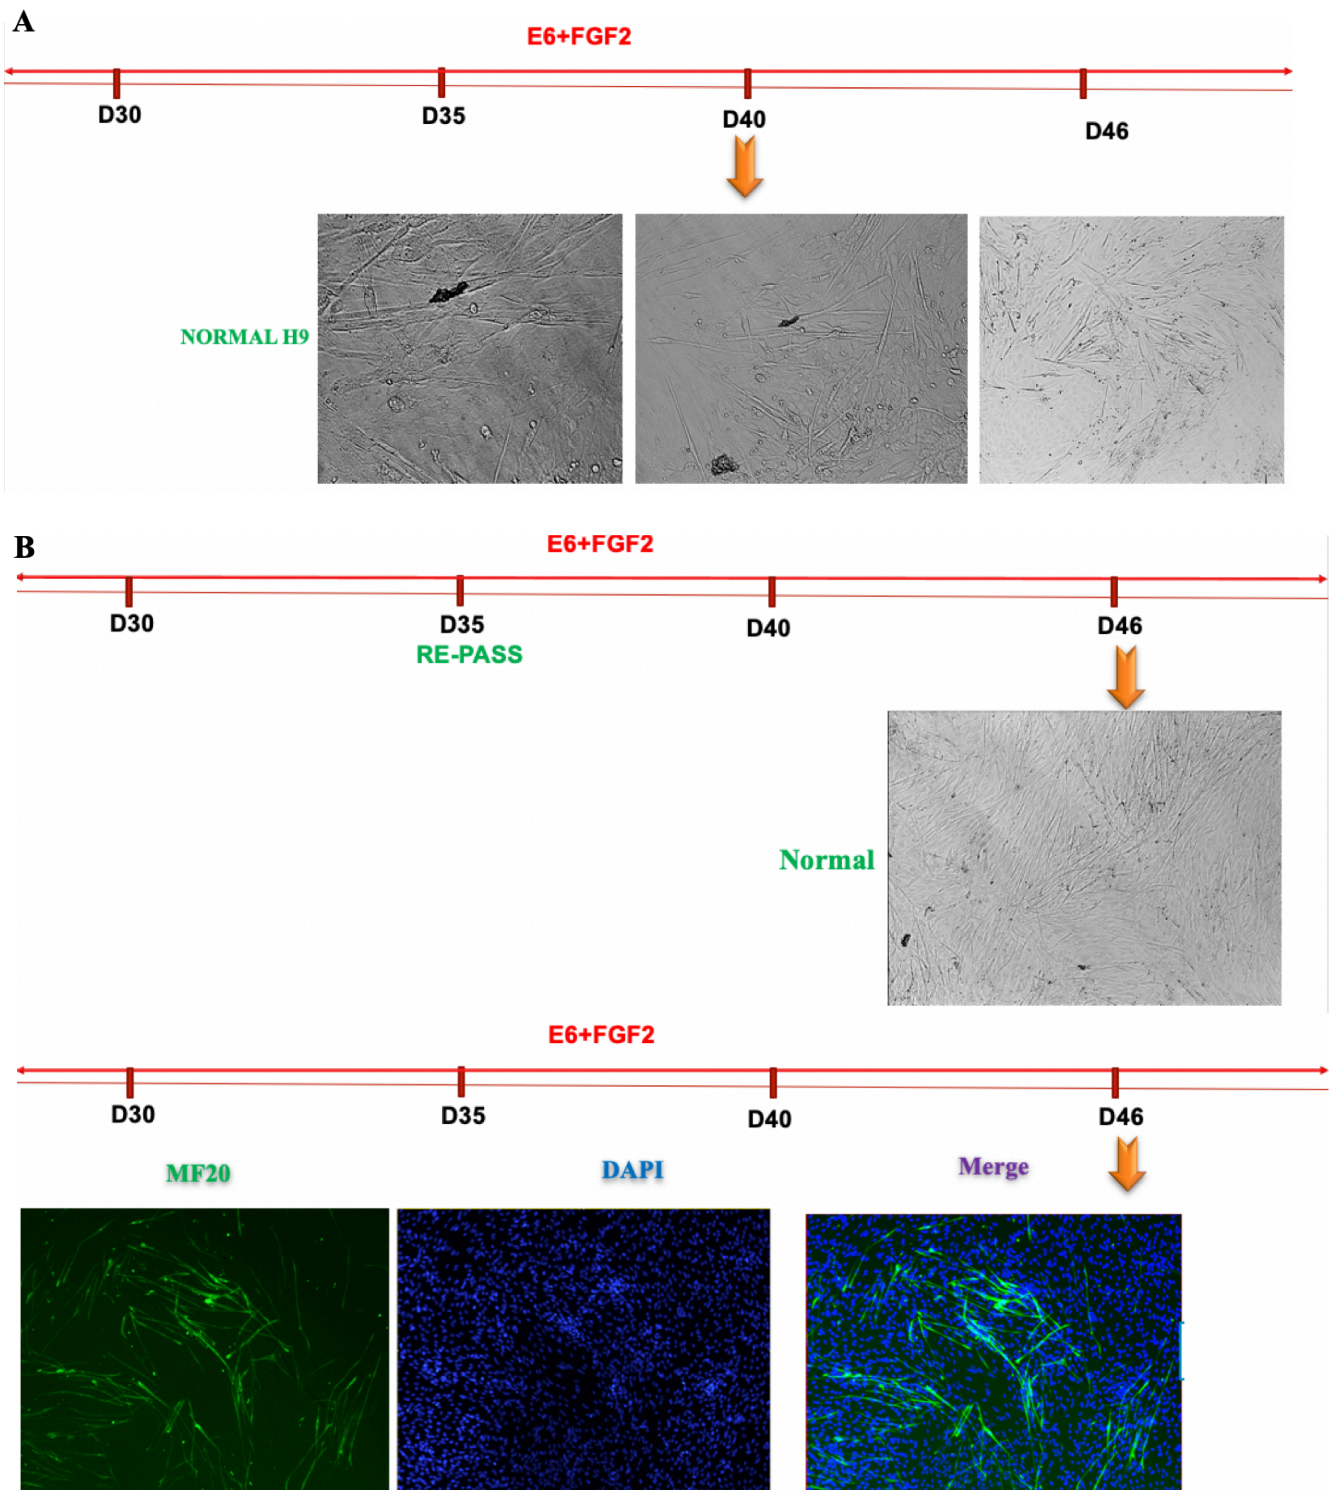 A
E6+FGF2
D30 D35 D40 D46
NORMAL H9
B
E6+FGF2
D30 D35 D40 D46
RE-PASS
Normal
E6+FGF2
D30 D35 D40 D46
MF20 DAPI Merge